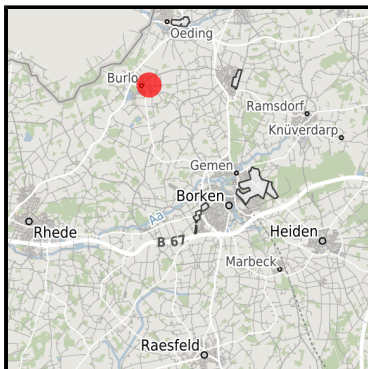 Oeding
Burlo
Ramsdorf
Knüverdarp
Gemen
Borken
Aa
Rhede
B 67
Heiden
Marbeck
Raesfeld